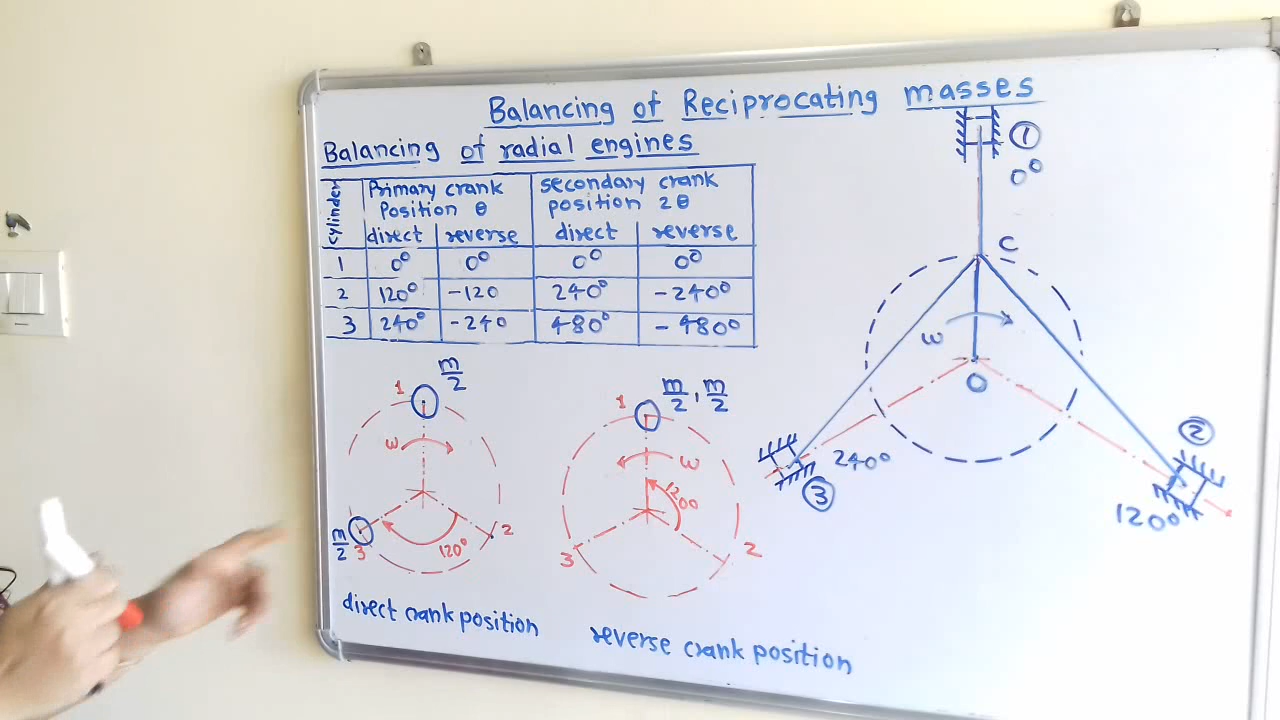 Balancing of Reciprocating masses
Balancing of radial engines
cylinder
Primary crank
Position θ
secondary crank
position 2θ
direct reverse direct reverse
1 0° 0° 0° 0°
2 120° -120 240° -240°
3 240° -240 480° -480°
1
0°
C
ω
O
3
240°
2
120°
1
m/2
ω
m/2
3
120°
2
direct crank position
1
m/2, m/2
ω
1200
3
2
reverse crank position